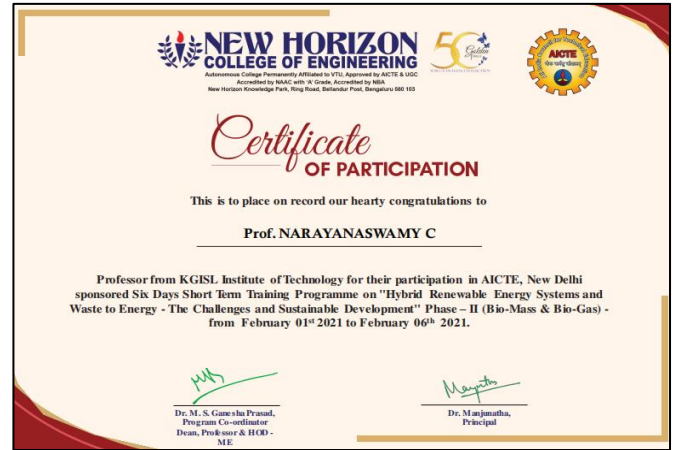 NEW HORIZON
COLLEGE OF ENGINEERING
Autonomous College Permanently Affiliated to VTU, Approved by AICTE & UGC
Accredited by NAAC with 'A' Grade, Accredited by NBA
New Horizon Knowledge Park, Ring Road, Bellandur Post, Bengaluru 560 103
50
Golden
AICTE
Certificate
OF PARTICIPATION
This is to place on record our hearty congratulations to
Prof. NARAYANASWAMY C
Professor from KGISL Institute of Technology for their participation in AICTE, New Delhi
sponsored Six Days Short Term Training Programme on "Hybrid Renewable Energy Systems and
Waste to Energy - The Challenges and Sustainable Development" Phase – II (Bio-Mass & Bio-Gas) -
from February 01st 2021 to February 06th 2021.
Dr. M. S. Ganesha Prasad,
Program Co-ordinator
Dean, Professor & HOD -
ME
Manjuth
Dr. Manjunatha,
Principal